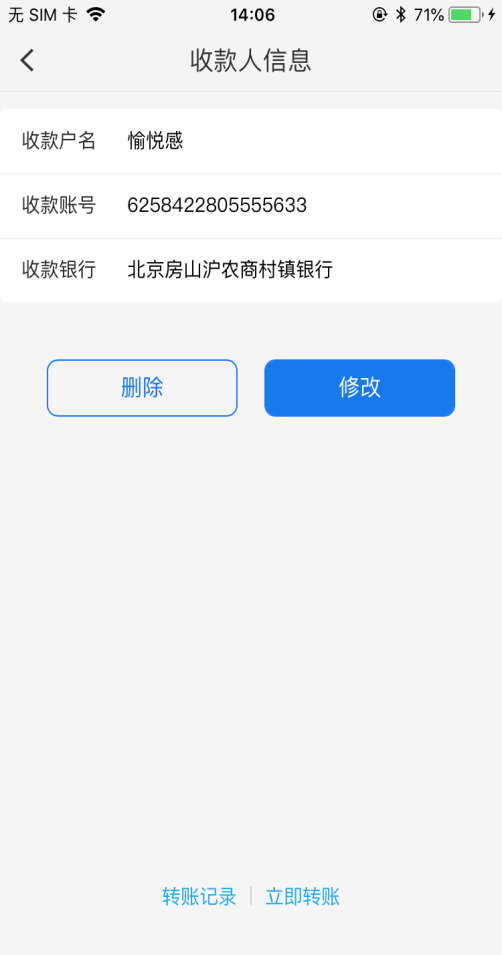 无 SIM 卡 14:06 71%
收款人信息
收款户名 愉悦感
收款账号 6258422805555633
收款银行 北京房山沪农商村镇银行
删除 修改
转账记录 | 立即转账